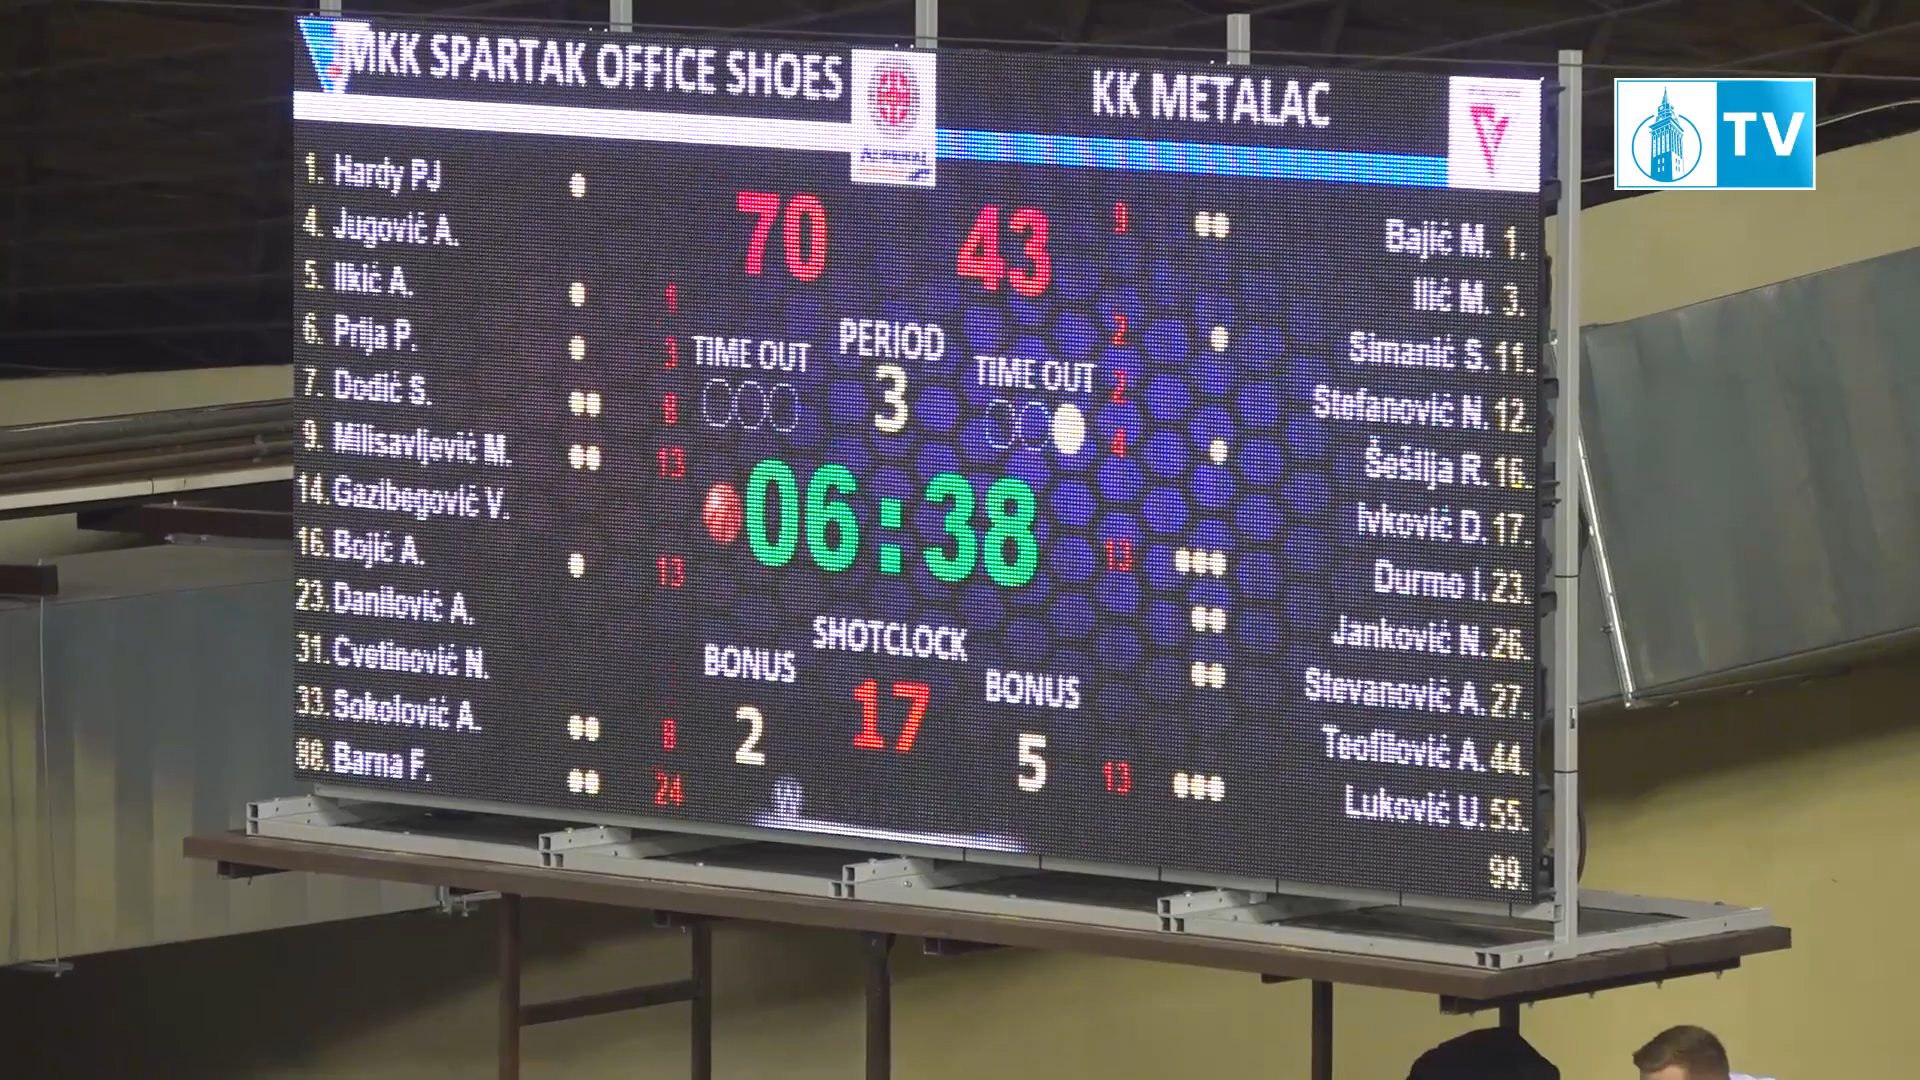 MKK SPARTAK OFFICE SHOES
KK METALAC
TV
1. Hardy PJ
4. Jugović A.
5. Ilkić A. 1
6. Prlja P. 3
7. Dodić S. 8
9. Milisavljević M. 13
14. Gazibegović V.
16. Bojić A. 13
23. Danilović A.
31. Cvetinović N.
33. Sokolović A. 8
88. Barna F. 24
70 43
PERIOD
3
TIME OUT
TIME OUT
06:38
SHOTCLOCK
17
BONUS
2
BONUS
5
Bajić M. 1.
Ilić M. 3.
2 Simanić S. 11.
2 Stefanović N. 12.
4 Šešlija R. 16.
Ivković D. 17.
13 Durmo I. 23.
Janković N. 26.
Stevanović A. 27.
Teofilović A. 44.
13 Luković U. 55.
99.